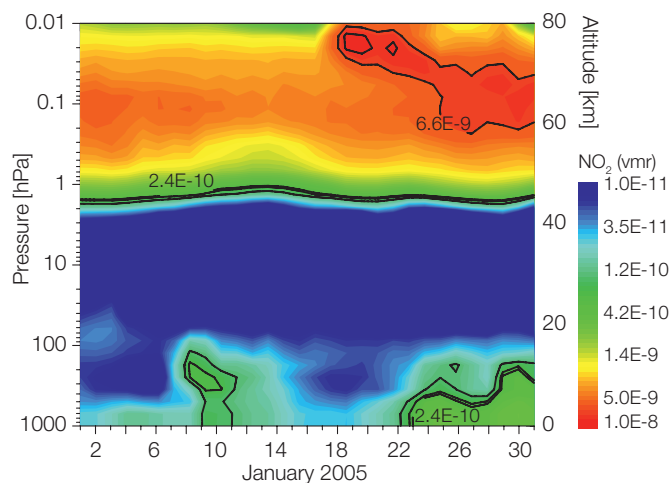 0.01
0.1
1
10
100
1000
Pressure [hPa]
80
60
40
20
0
Altitude [km]
6.6E-9
2.4E-10
2.4E-10
2 6 10 14 18 22 26 30
January 2005
NO₂ (vmr)
1.0E-11
3.5E-11
1.2E-10
4.2E-10
1.4E-9
5.0E-9
1.0E-8